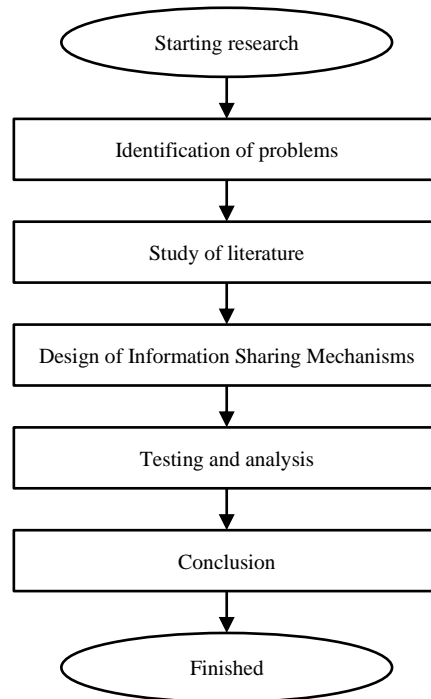 Starting research
Identification of problems
Study of literature
Design of Information Sharing Mechanisms
Testing and analysis
Conclusion
Finished